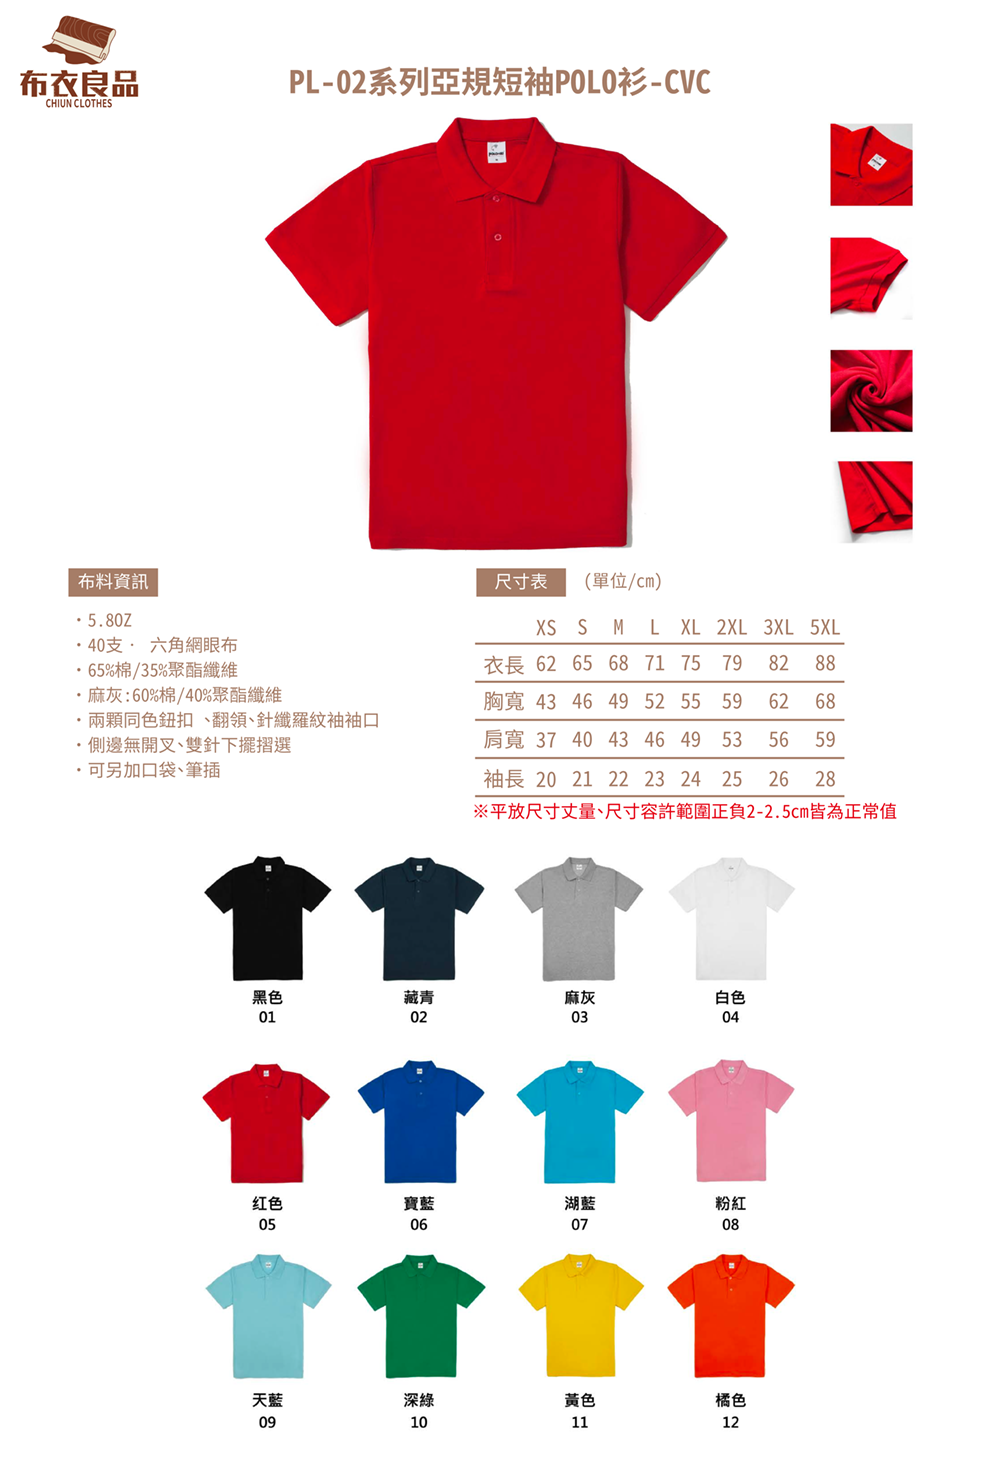 布衣良品
CHIUN CLOTHES
PL-02系列亞規短袖POLO衫-CVC
布料資訊
・5.8OZ
・40支· 六角網眼布
・65%棉/35%聚酯纖維
・麻灰:60%棉/40%聚酯纖維
・兩顆同色鈕扣 、翻領、針纖羅紋袖袖口
・側邊無開叉、雙針下擺摺選
・可另加口袋、筆插
尺寸表 (單位/cm)
XS S M L XL 2XL 3XL 5XL
衣長 62 65 68 71 75 79 82 88
胸寬 43 46 49 52 55 59 62 68
肩寬 37 40 43 46 49 53 56 59
袖長 20 21 22 23 24 25 26 28
※平放尺寸丈量、尺寸容許範圍正負2-2.5cm皆為正常值
黑色 藏青 麻灰 白色
01 02 03 04
红色 寶藍 湖藍 粉紅
05 06 07 08
天藍 深綠 黃色 橘色
09 10 11 12